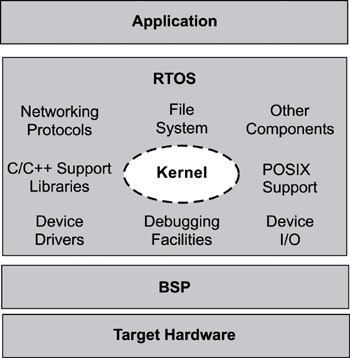 Application
RTOS
Networking
Protocols
File
System
Other
Components
C/C++ Support
Libraries
Kernel
POSIX
Support
Device
Drivers
Debugging
Facilities
Device
I/O
BSP
Target Hardware